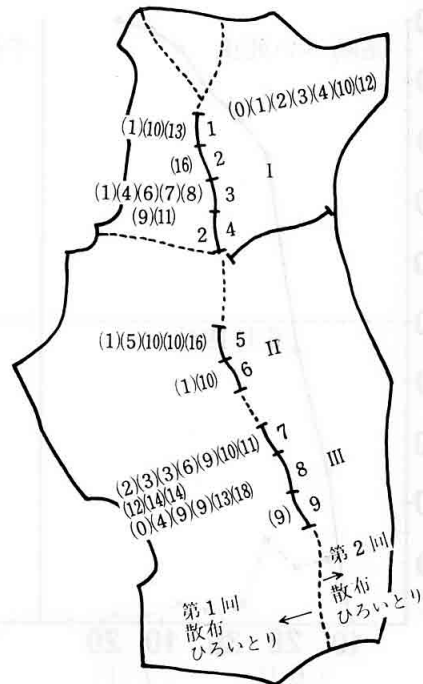 (0)(1)(2)(3)(4)(10)(12)
(1)(10)(13)
1
(16)
2
I
(1)(4)(6)(7)(8)
3
(9)(11)
2
4
(1)(5)(10)(10)(16)
5
II
(1)(10)
6
7
(2)(3)(3)(6)(9)(10)(11)
8
III
(12)(14)(14)
(0)(4)(9)(9)(13)(18)
(9)
9
第2回
散布
ひろいとり
第1回
散布
ひろいとり